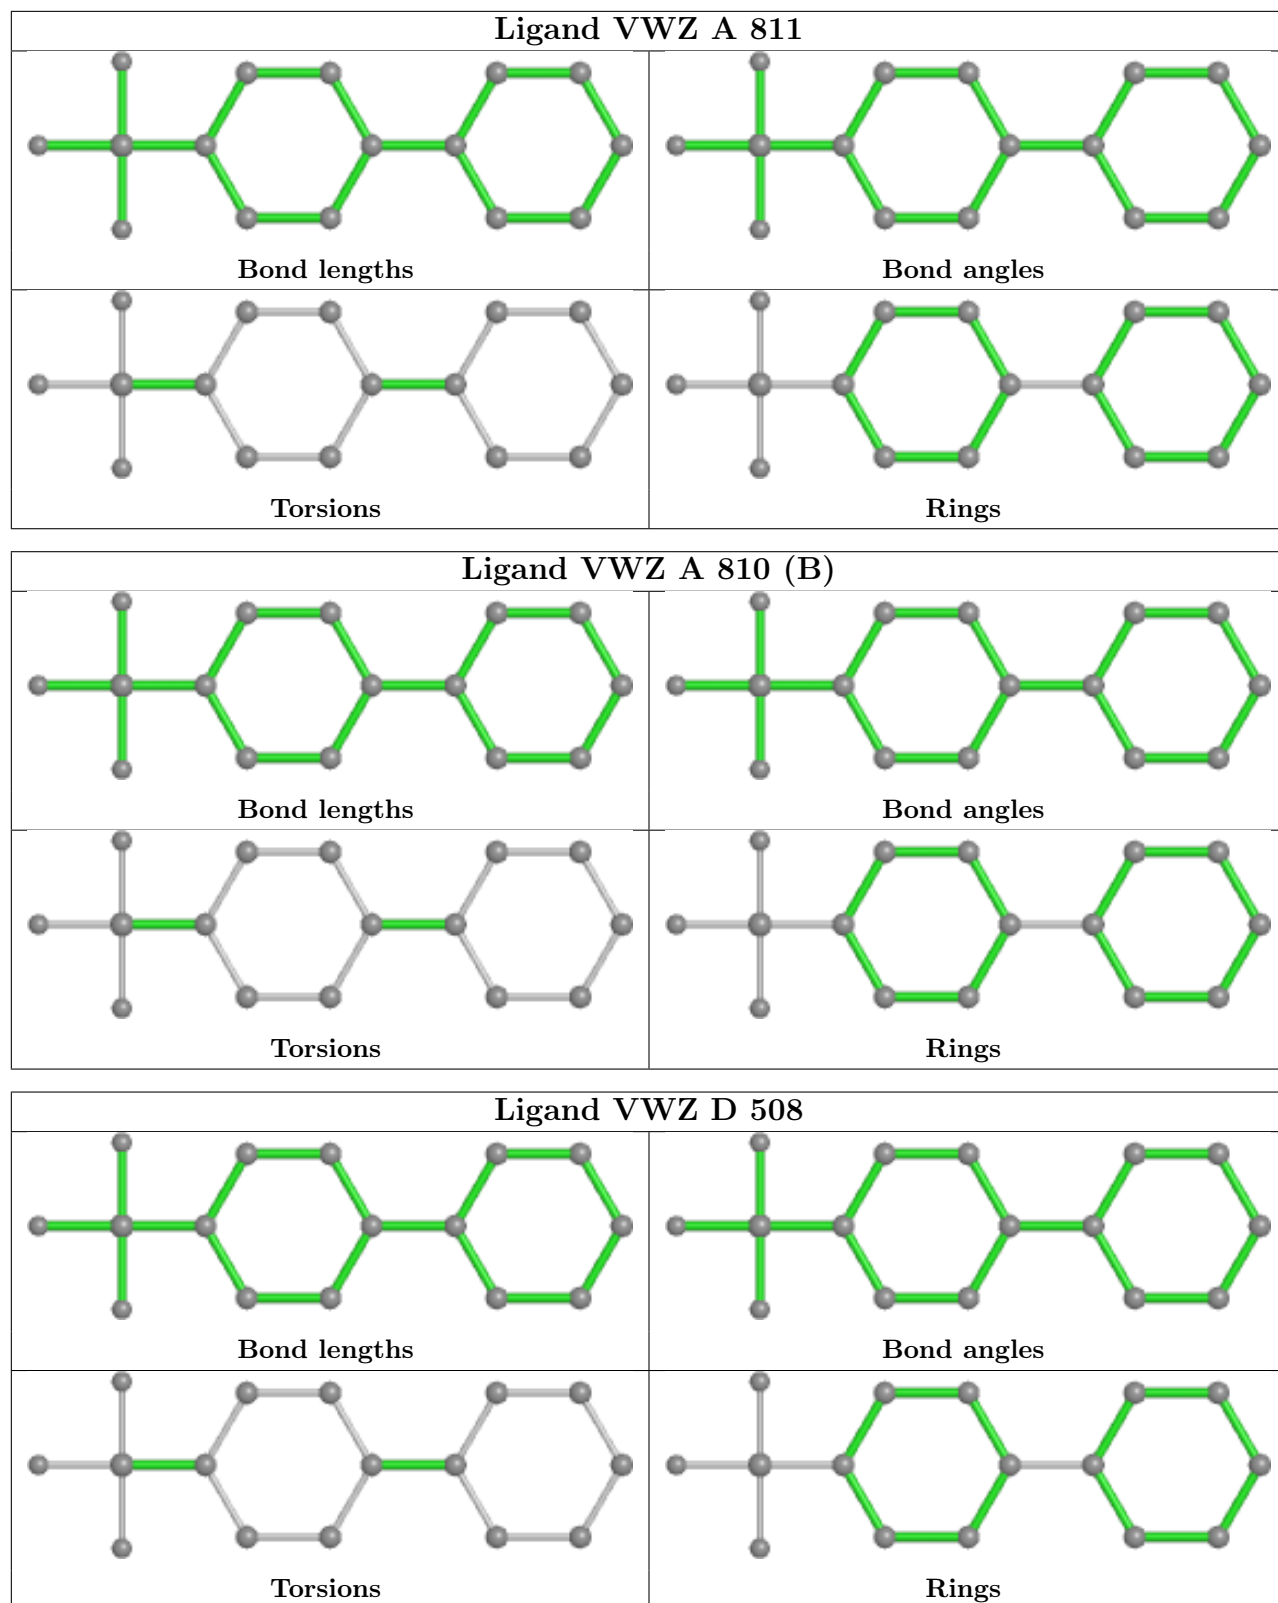 Ligand VWZ A 811
Bond lengths
Bond angles
Torsions
Rings
Ligand VWZ A 810 (B)
Bond lengths
Bond angles
Torsions
Rings
Ligand VWZ D 508
Bond lengths
Bond angles
Torsions
Rings